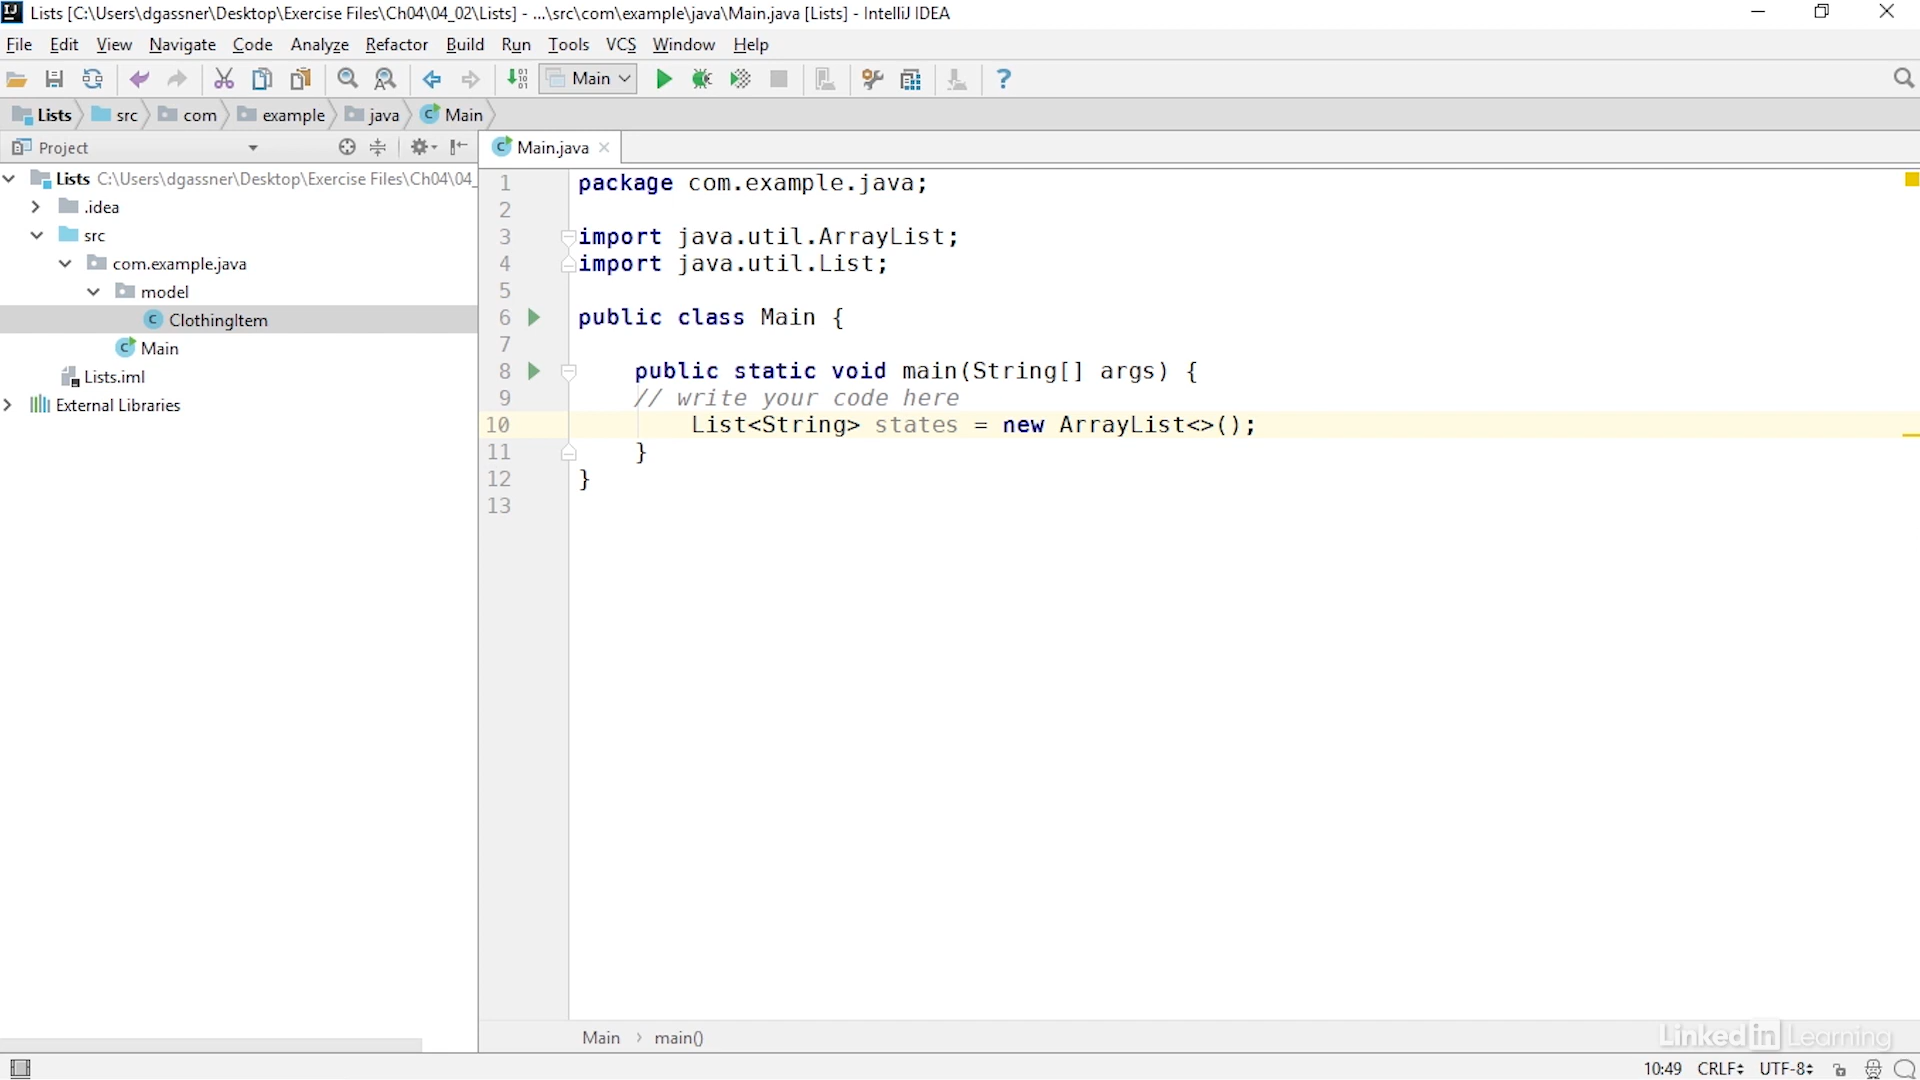 Lists [C:\Users\dgassner\Desktop\Exercise Files\Ch04\04_02\Lists] - ...\src\com\example\java\Main.java [Lists] - IntelliJ IDEA
File Edit View Navigate Code Analyze Refactor Build Run Tools VCS Window Help
Main
Lists src com example java Main
Project
Main.java
Lists C:\Users\dgassner\Desktop\Exercise Files\Ch04\04_
.idea
src
com.example.java
model
ClothingItem
Main
Lists.iml
External Libraries
1 package com.example.java;
2
3 import java.util.ArrayList;
4 import java.util.List;
5
6 public class Main {
7
8 public static void main(String[] args) {
9 // write your code here
10 List<String> states = new ArrayList<>();
11 }
12 }
13
Main › main()
Linked in Learning
10:49 CRLF UTF-8